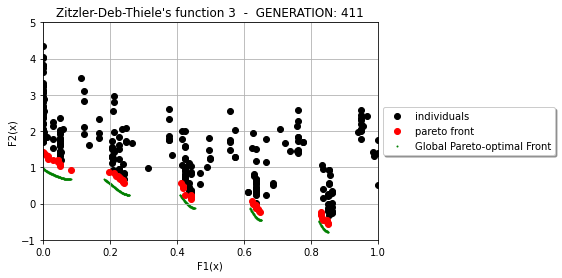 Zitzler-Deb-Thiele's function 3 - GENERATION: 411
5
4
3
2
1
0
−1
F2(x)
0.0 0.2 0.4 0.6 0.8 1.0
F1(x)
individuals
pareto front
Global Pareto-optimal Front